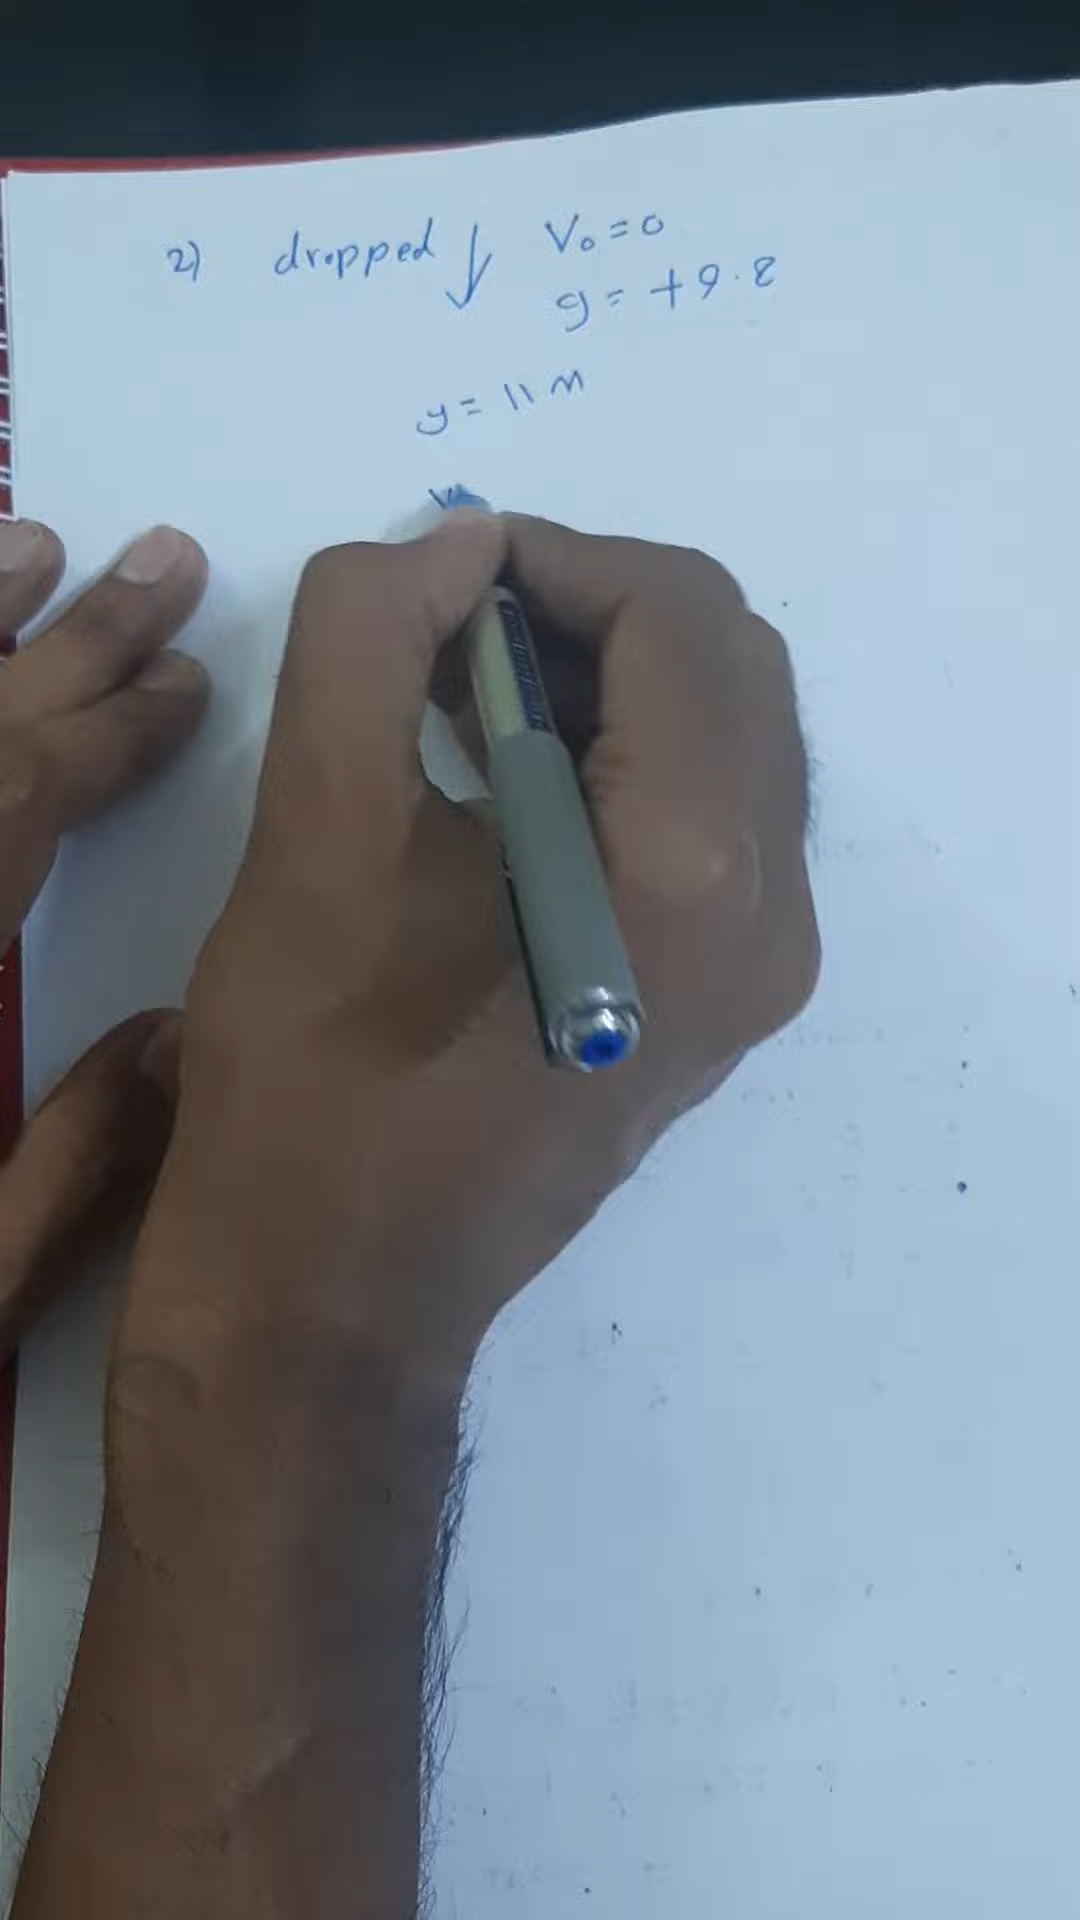 2) dropped ↓ V₀ = 0
g = +9.8
y = 11 m